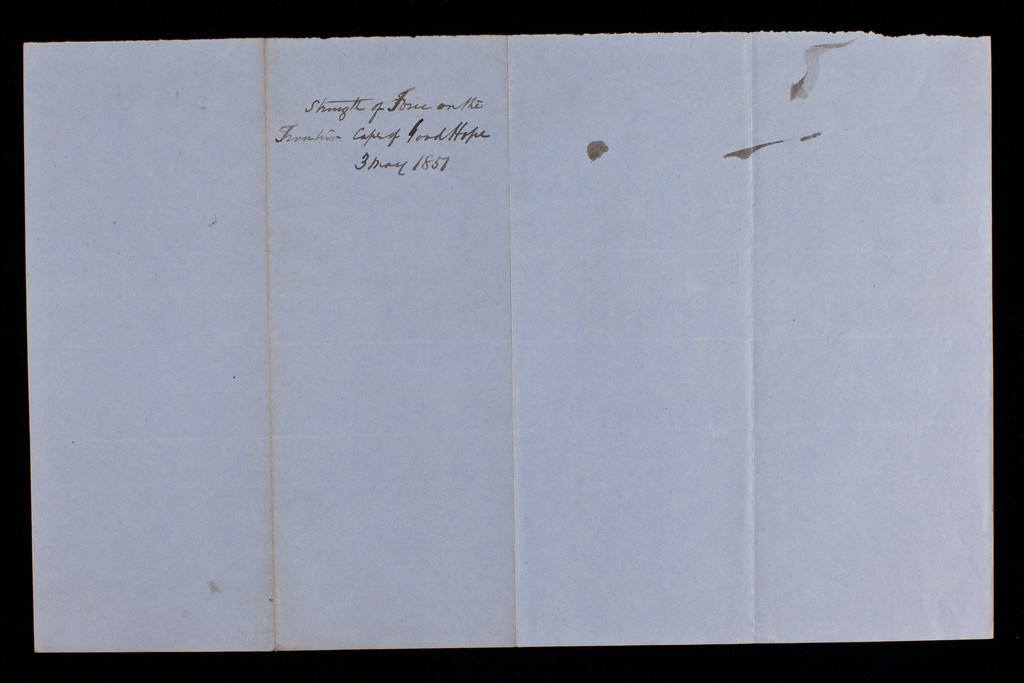 Strength of Force on the
Frontier Cape of Good Hope
3 May 1851